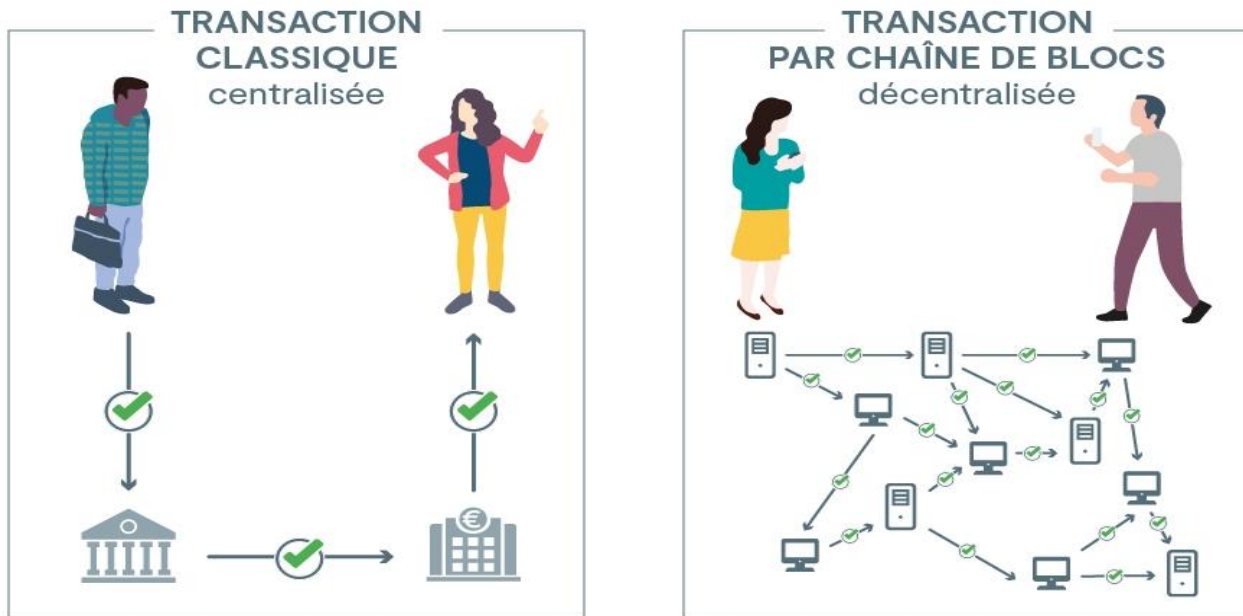 TRANSACTION
CLASSIQUE
centralisée
€
TRANSACTION
PAR CHAÎNE DE BLOCS
décentralisée